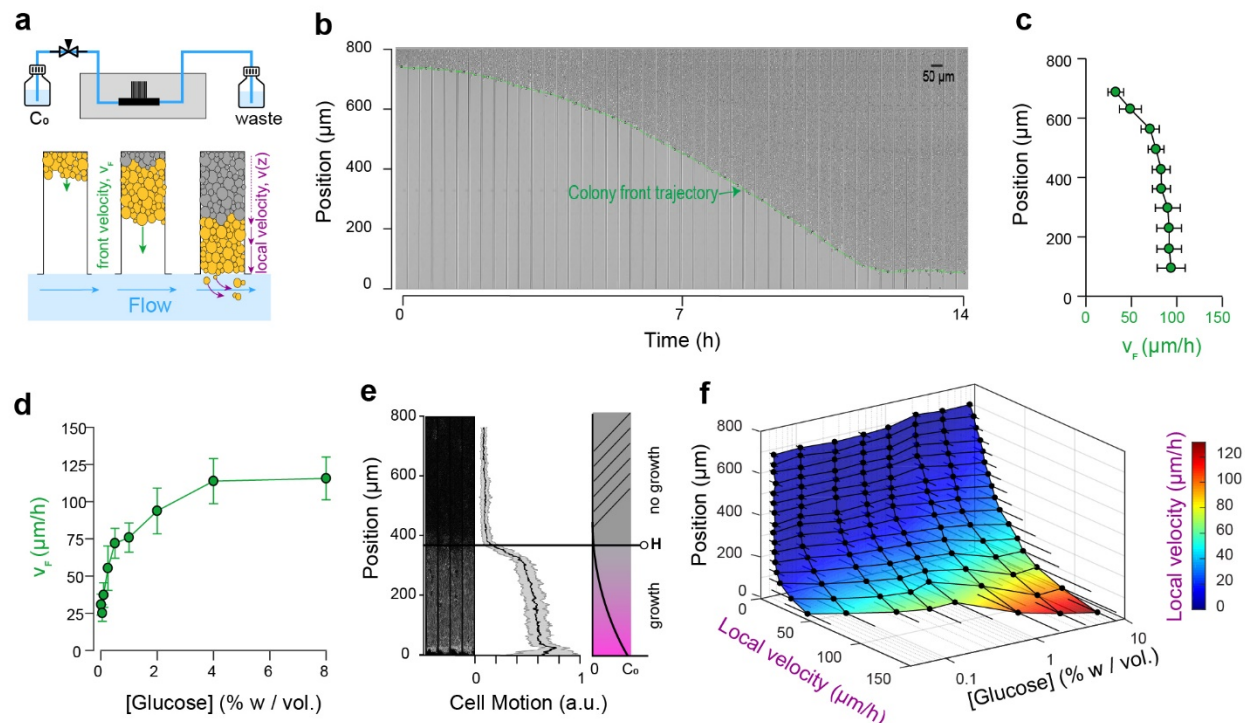 a
C₀
waste
front velocity, v_F
local velocity, v(z)
Flow
b
Position (µm)
800
600
400
200
0
50 µm
Colony front trajectory
0
7
14
Time (h)
c
Position (µm)
800
600
400
200
0
0
50
100
150
v_F (µm/h)
d
v_F (µm/h)
150
125
100
75
50
25
0
0
2
4
6
8
[Glucose] (% w / vol.)
e
Position (µm)
800
600
400
200
0
0
1
Cell Motion (a.u.)
no growth
H
growth
0
C₀
f
Position (µm)
800
600
400
200
0
0
50
100
150
Local velocity (µm/h)
0.1
1
10
[Glucose] (% w / vol.)
Local velocity (µm/h)
120
100
80
60
40
20
0